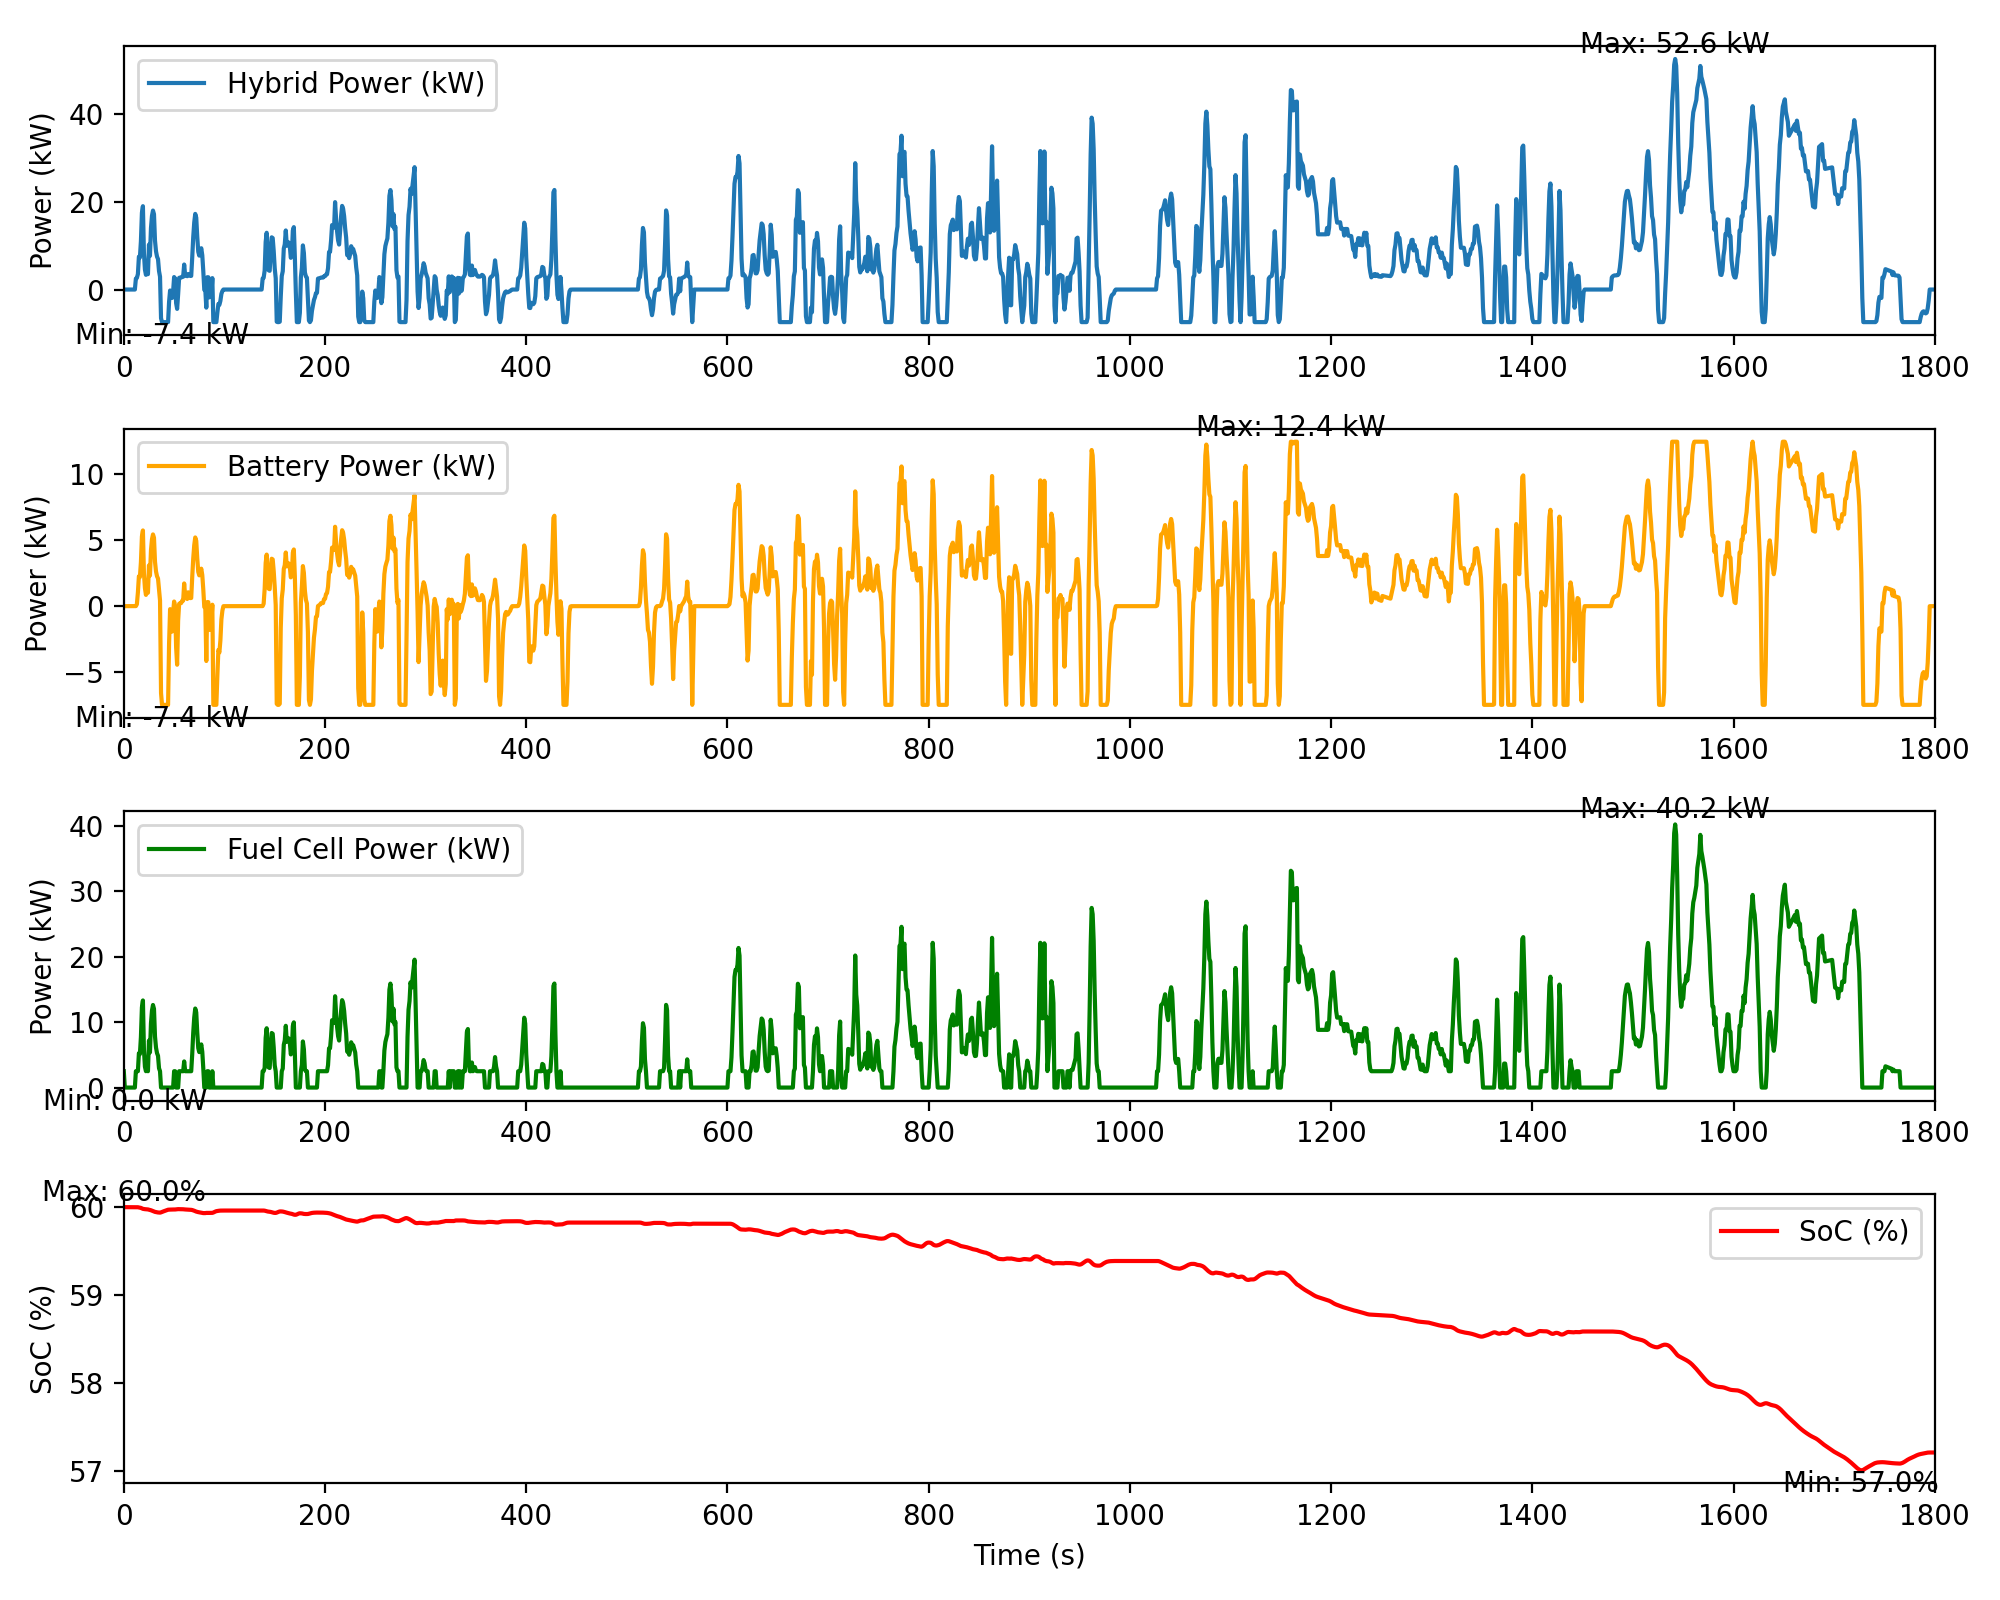 Max: 52.6 kW
Hybrid Power (kW)
Power (kW)
40
20
0
Min: -7.4 kW
0 200 400 600 800 1000 1200 1400 1600 1800
Max: 12.4 kW
Battery Power (kW)
Power (kW)
10
5
0
−5
Min: -7.4 kW
0 200 400 600 800 1000 1200 1400 1600 1800
Max: 40.2 kW
Fuel Cell Power (kW)
Power (kW)
40
30
20
10
0
Min: 0.0 kW
0 200 400 600 800 1000 1200 1400 1600 1800
Max: 60.0%
SoC (%)
SoC (%)
60
59
58
57
Min: 57.0%
0 200 400 600 800 1000 1200 1400 1600 1800
Time (s)